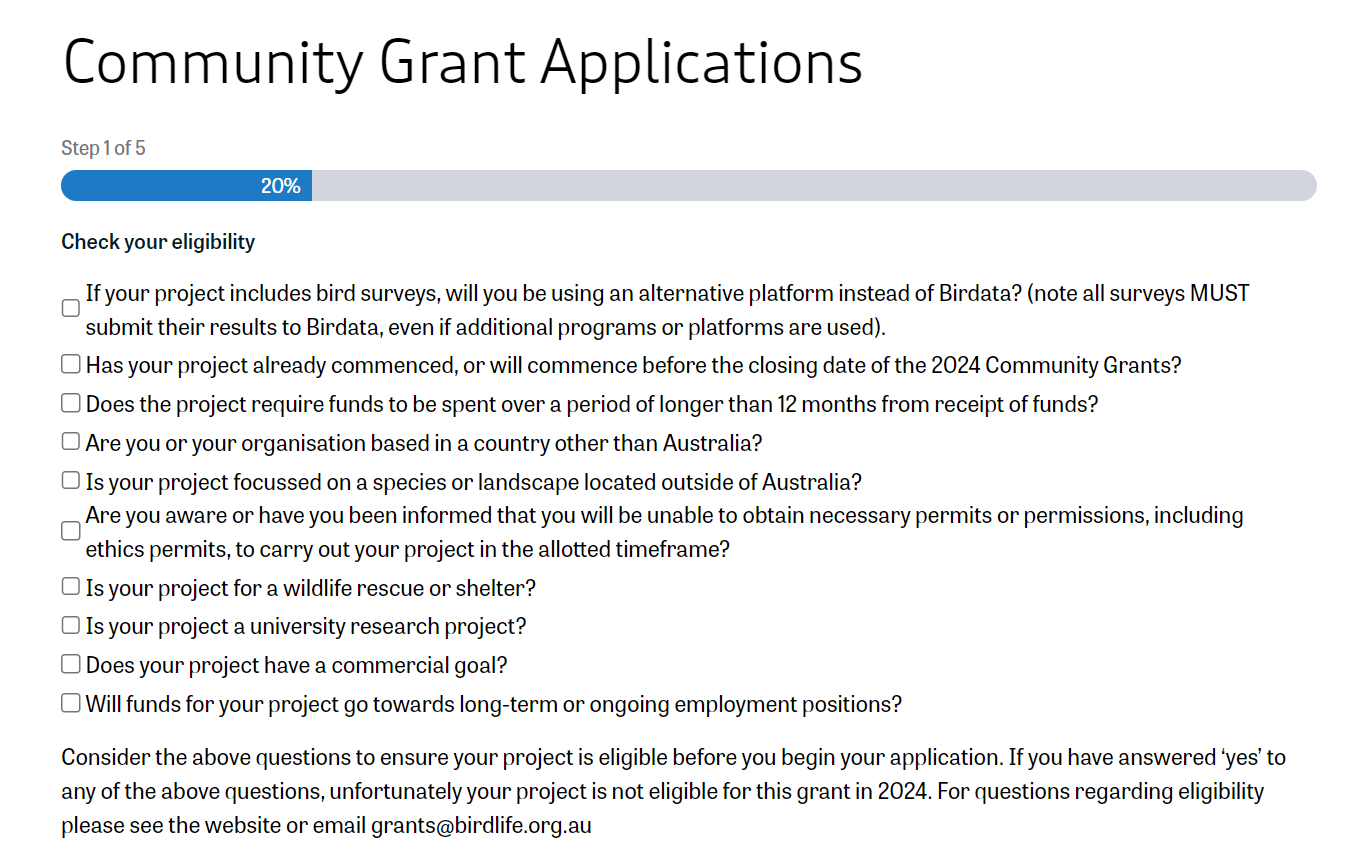 Community Grant Applications
Step 1 of 5
20%
Check your eligibility
If your project includes bird surveys, will you be using an alternative platform instead of Birdata? (note all surveys MUST
submit their results to Birdata, even if additional programs or platforms are used).
Has your project already commenced, or will commence before the closing date of the 2024 Community Grants?
Does the project require funds to be spent over a period of longer than 12 months from receipt of funds?
Are you or your organisation based in a country other than Australia?
Is your project focussed on a species or landscape located outside of Australia?
Are you aware or have you been informed that you will be unable to obtain necessary permits or permissions, including
ethics permits, to carry out your project in the allotted timeframe?
Is your project for a wildlife rescue or shelter?
Is your project a university research project?
Does your project have a commercial goal?
Will funds for your project go towards long-term or ongoing employment positions?
Consider the above questions to ensure your project is eligible before you begin your application. If you have answered ‘yes’ to
any of the above questions, unfortunately your project is not eligible for this grant in 2024. For questions regarding eligibility
please see the website or email grants@birdlife.org.au